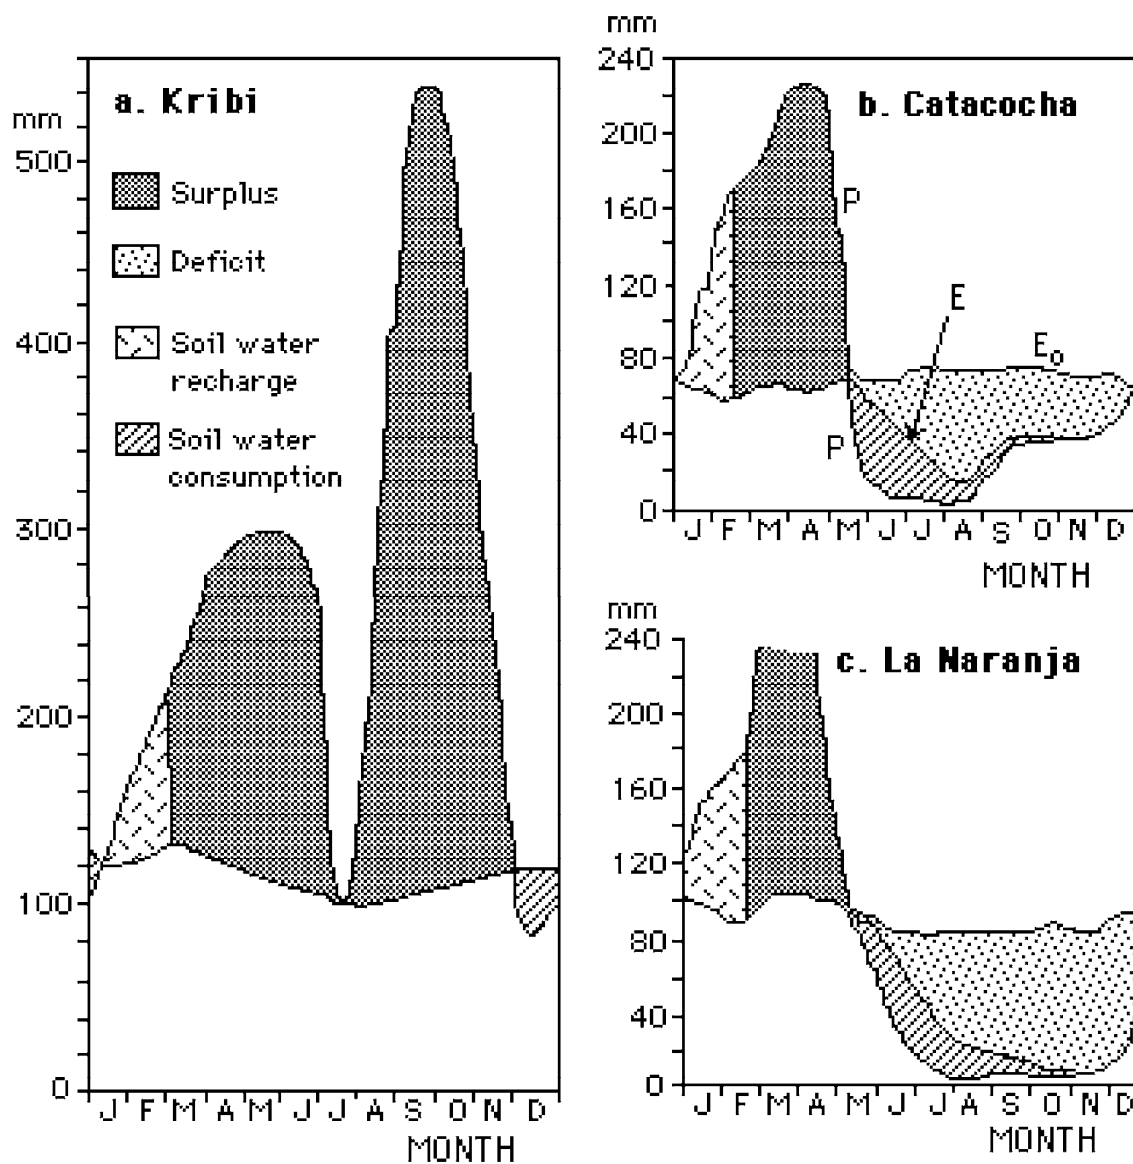 a. Kribi
mm
500
400
300
200
100
0
Surplus
Deficit
Soil water
recharge
Soil water
consumption
J F M A M J J A S O N D
MONTH
mm
240
200
160
120
80
40
0
b. Catacocha
P
E
E₀
P
J F M A M J J A S O N D
MONTH
mm
240
200
160
120
80
40
0
c. La Naranja
J F M A M J J A S O N D
MONTH